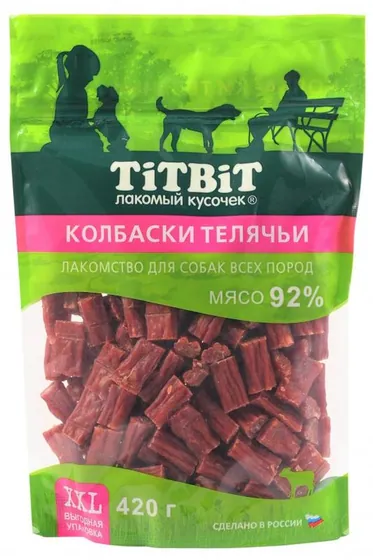 TiTBiT
лакомый кусочек®
КОЛБАСКИ ТЕЛЯЧЬИ
ЛАКОМСТВО ДЛЯ СОБАК ВСЕХ ПОРОД
МЯСО 92%
XXL
ВЫГОДНАЯ
УПАКОВКА
420 г
СДЕЛАНО В РОССИИ